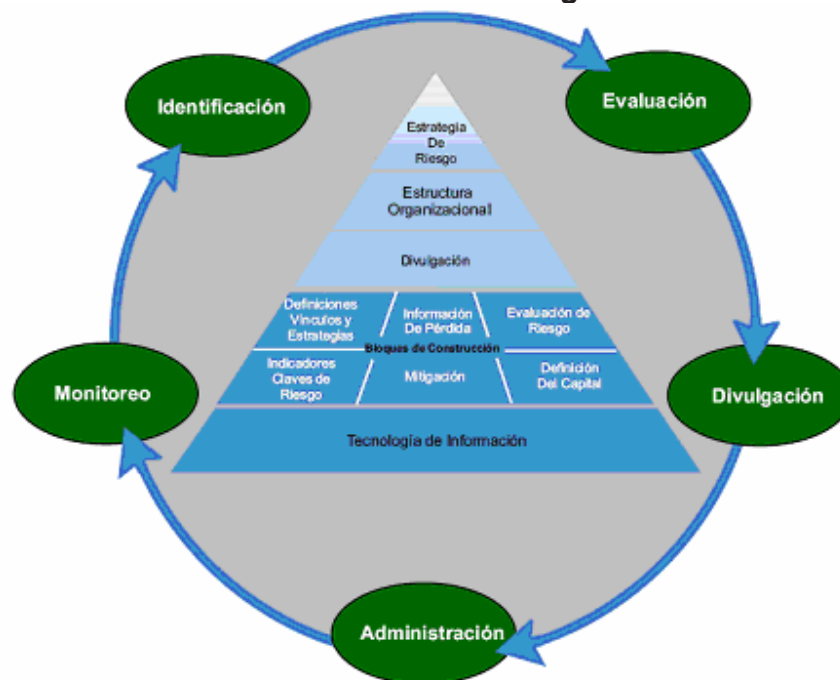 Identificación
Evaluación
Estrategia
De
Riesgo
Estructura
Organizacional
Divulgación
Definiciones
Vínculos y
Estrategias
Información
De Pérdida
Evaluación de
Riesgo
Bloques de Construcción
Indicadores
Claves de
Riesgo
Mitigación
Definición
Del Capital
Tecnología de Información
Monitoreo
Divulgación
Administración